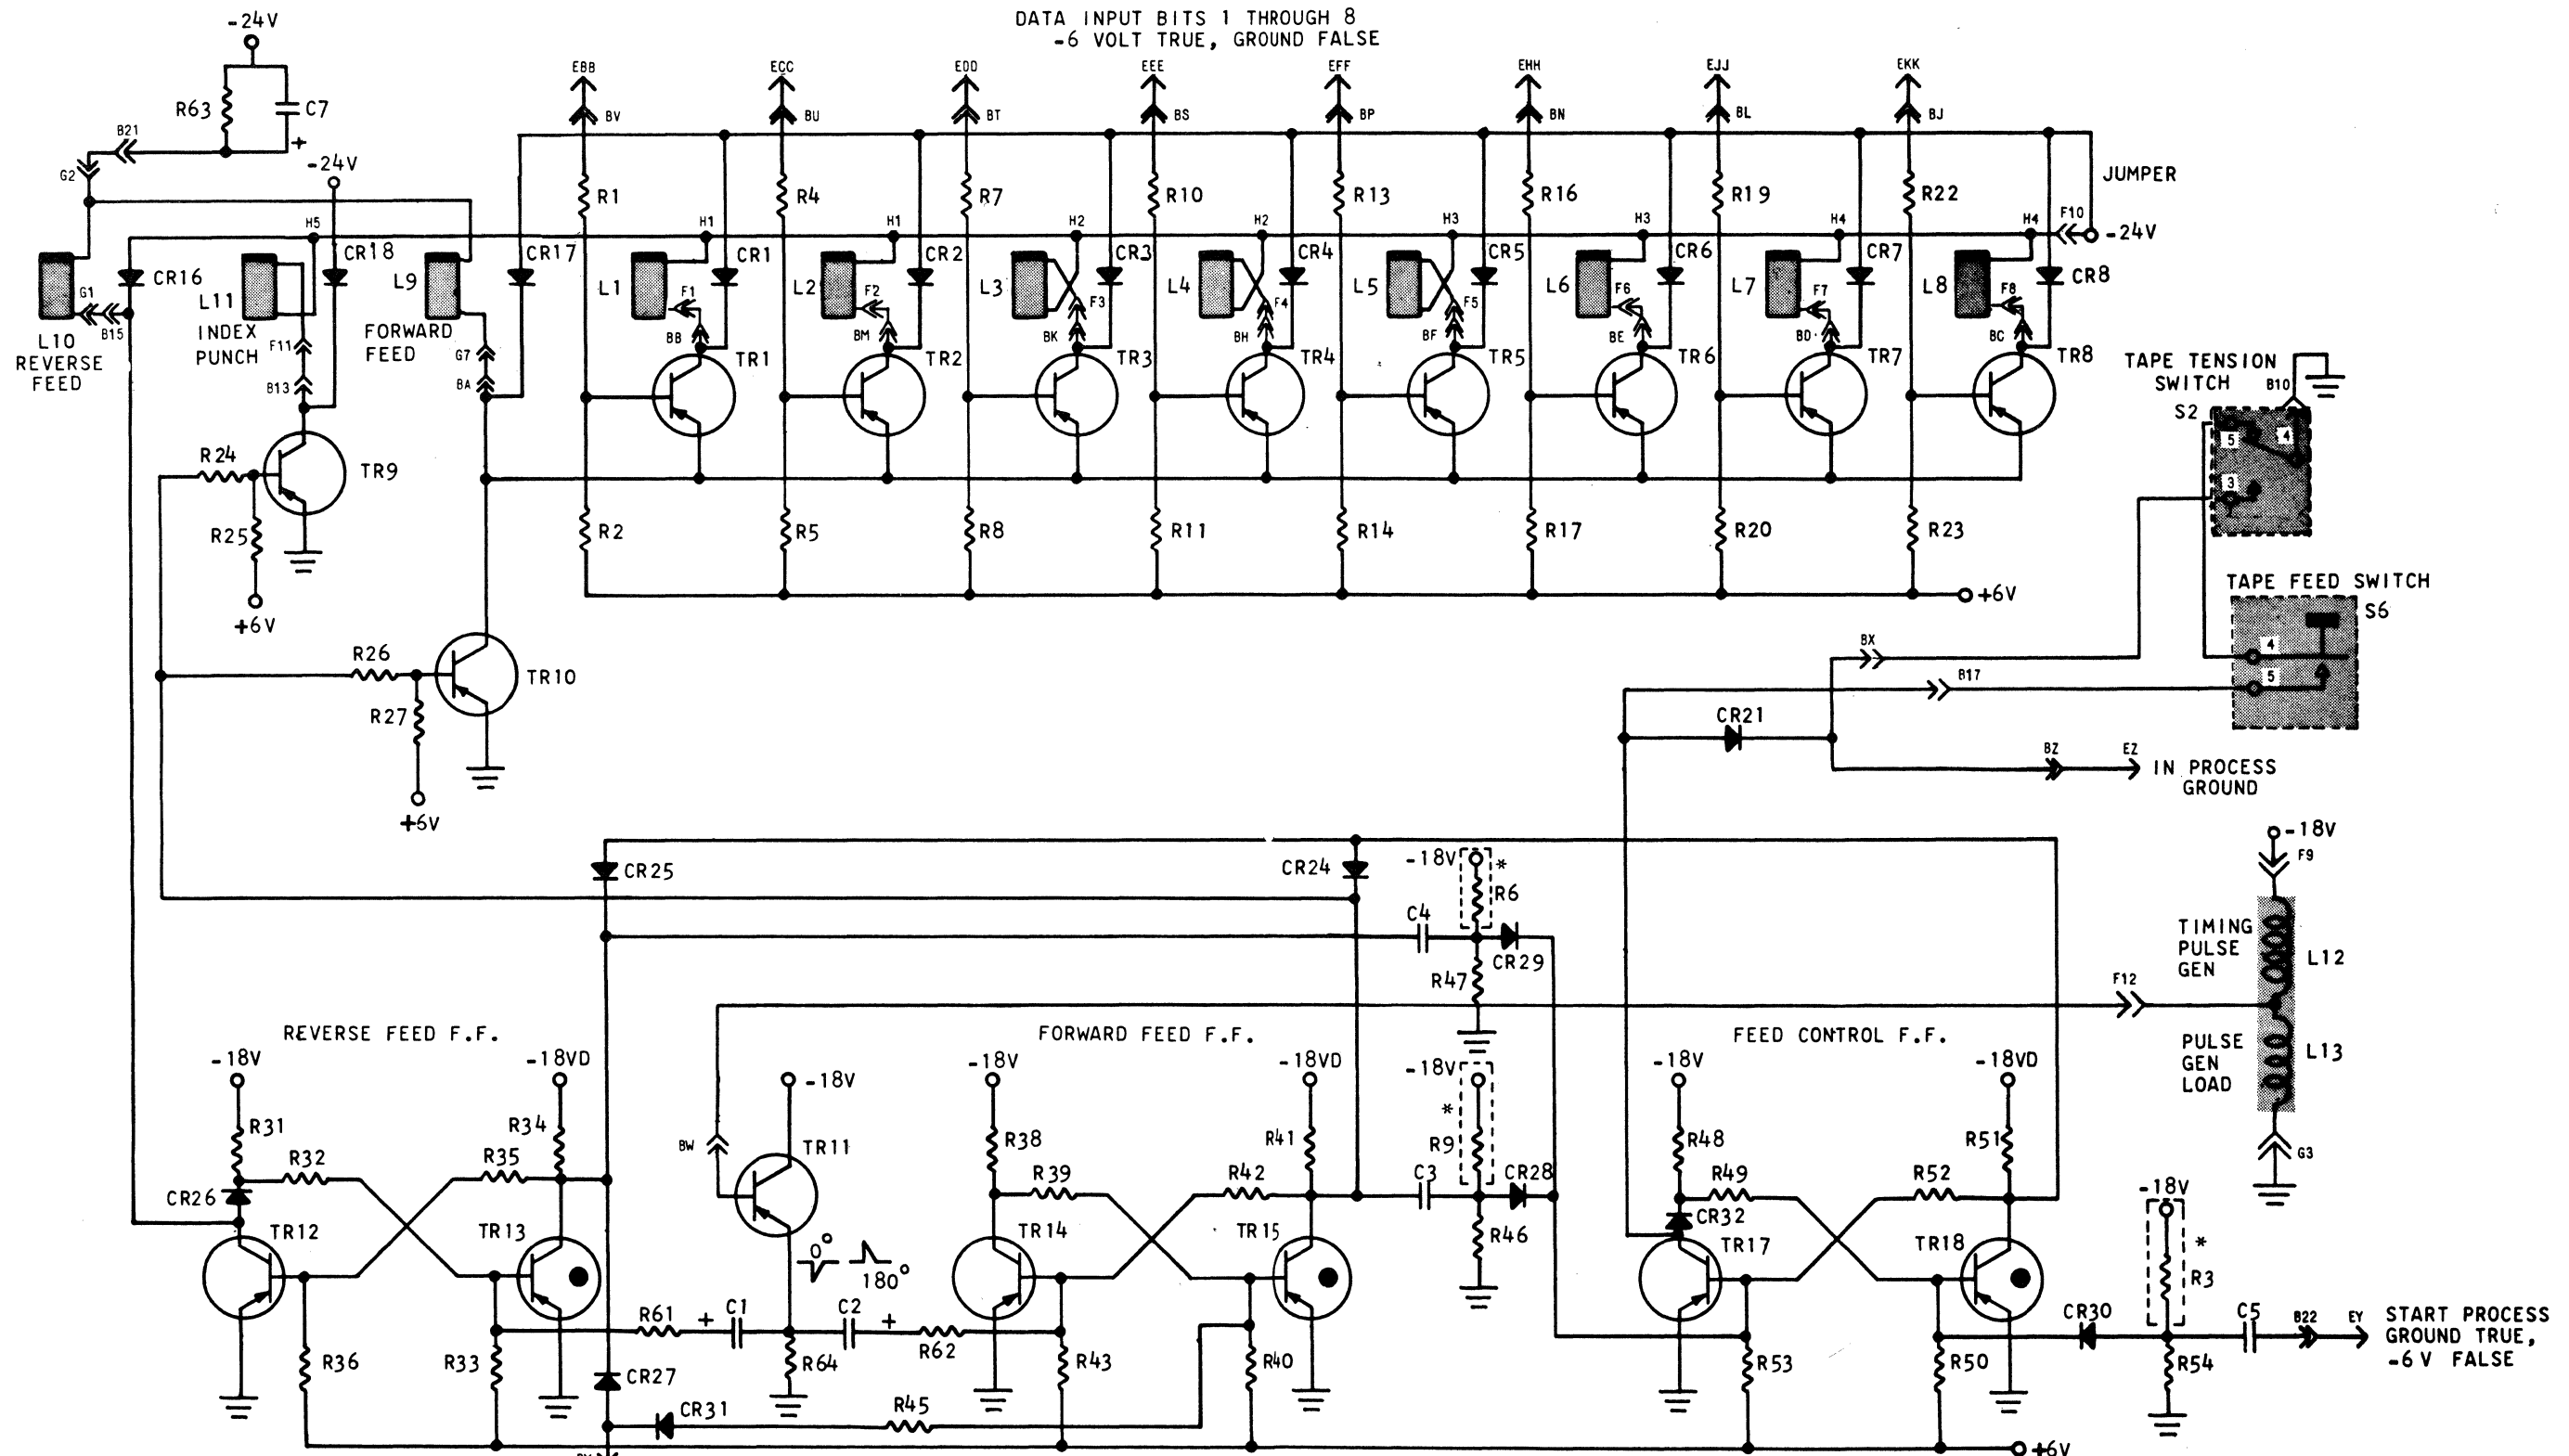 DATA INPUT BITS 1 THROUGH 8
-6 VOLT TRUE, GROUND FALSE
-24V
R63
C7
+
B21
G2
-24V
EBB
ECC
EDD
EEE
EFF
EHH
EJJ
EKK
BV
BU
BT
BS
BP
BN
BL
BJ
R1
R4
R7
R10
R13
R16
R19
R22
JUMPER
H5
H1
H1
H2
H2
H3
H3
H4
H4
F10
-24V
CR16
CR18
CR17
CR1
CR2
CR3
CR4
CR5
CR6
CR7
CR8
L11
L9
L1
L2
L3
L4
L5
L6
L7
L8
G1
B15
F1
F2
F3
F4
F5
F6
F7
F8
L10
REVERSE
FEED
INDEX
PUNCH
FORWARD
FEED
F11
B13
G7
BA
BB
BM
BK
BH
BF
BE
BD
BC
TR1
TR2
TR3
TR4
TR5
TR6
TR7
TR8
TAPE TENSION
SWITCH
B10
S2
5
4
3
R24
TR9
R25
+6V
R2
R5
R8
R11
R14
R17
R20
R23
+6V
TAPE FEED SWITCH
S6
4
5
R26
TR10
R27
+6V
BX
B17
CR21
BZ
EZ
IN PROCESS
GROUND
CR25
CR24
-18V
*
R6
C4
CR29
R47
-18V
F9
TIMING
PULSE
GEN
L12
F12
PULSE
GEN
LOAD
L13
G3
REVERSE FEED F.F.
FORWARD FEED F.F.
FEED CONTROL F.F.
-18V
-18VD
-18V
-18V
-18VD
-18V
*
R9
-18V
-18VD
R31
R32
R35
R34
CR26
TR12
TR13
BW
TR11
0°
180°
R38
R39
R42
R41
TR14
TR15
C3
CR28
R46
R48
R49
R52
R51
CR32
TR17
TR18
-18V
*
R3
R36
R33
R61
+
C1
C2
+
R62
R64
R43
R40
CR27
CR31
R45
R53
R50
CR30
R54
C5
B22
EY
START PROCESS
GROUND TRUE,
-6V FALSE
+6V